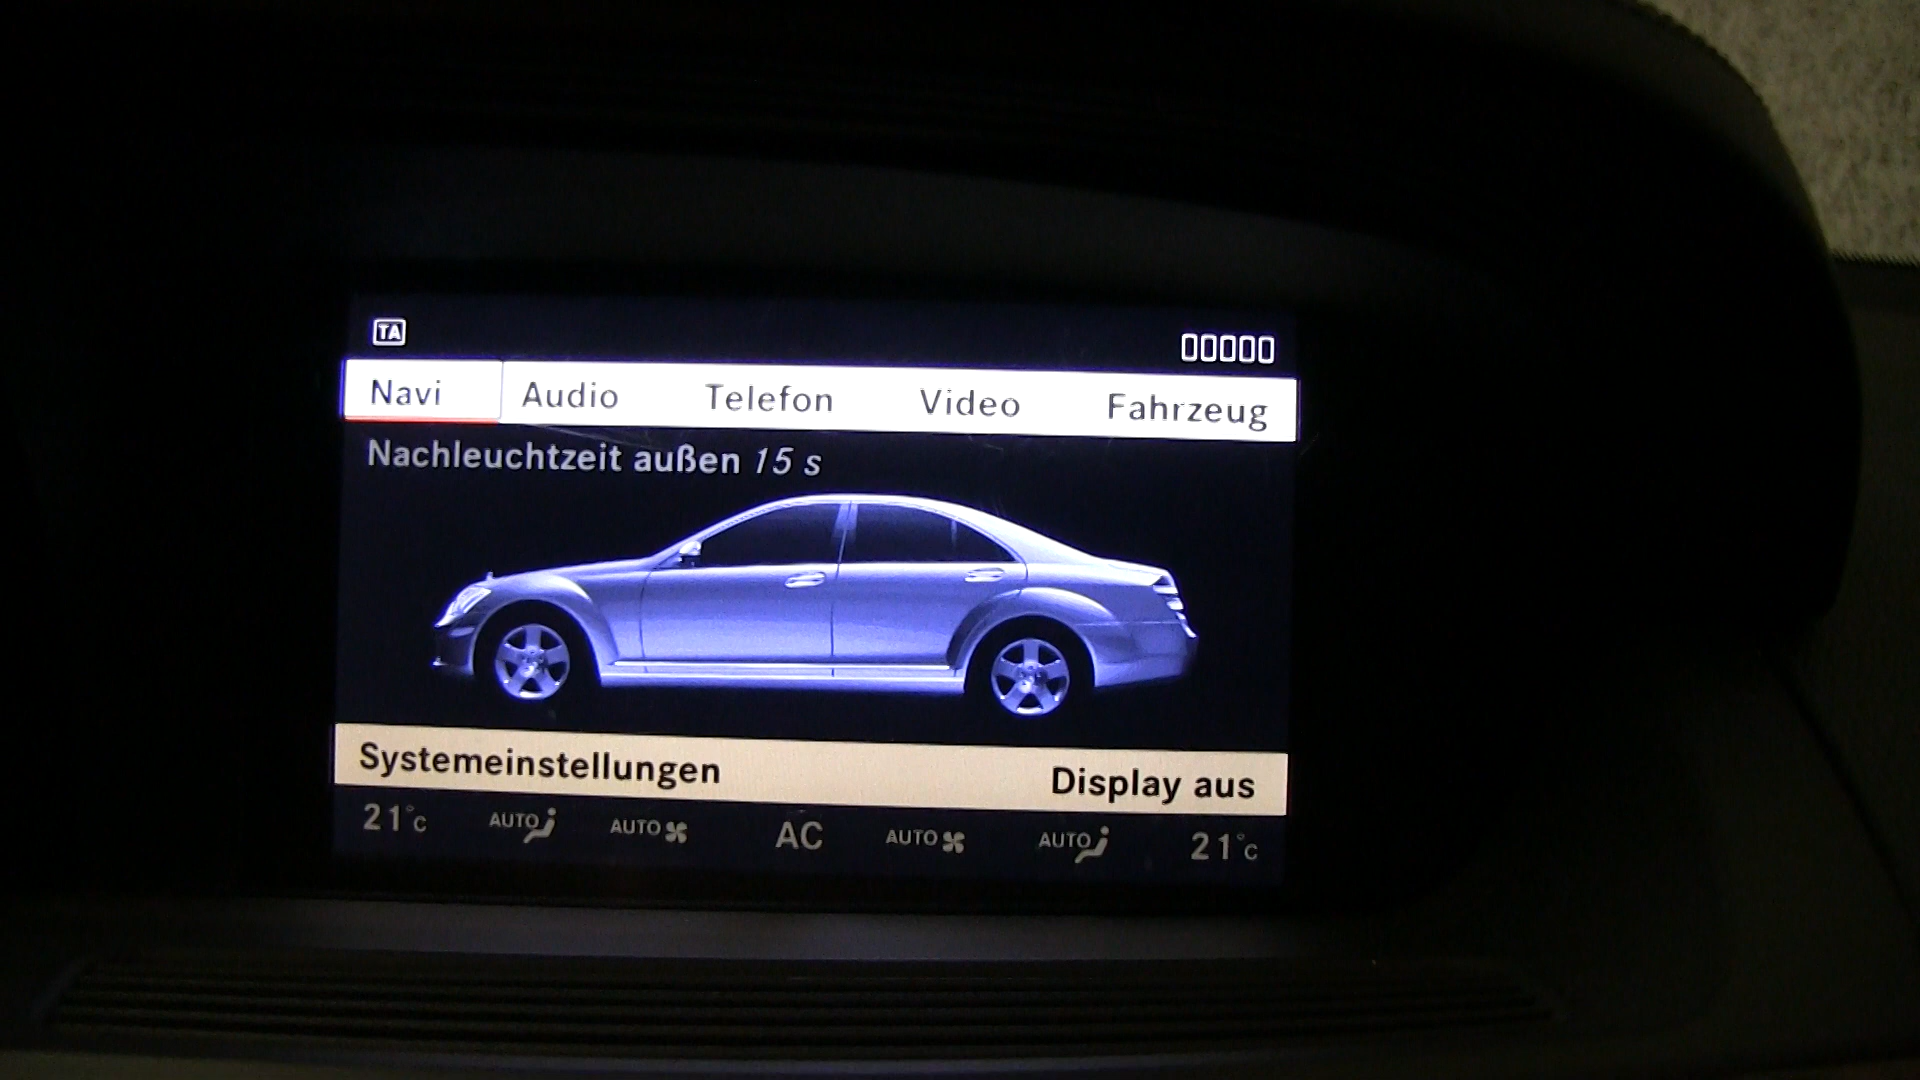 TA
Navi Audio Telefon Video Fahrzeug
Nachleuchtzeit außen 15 s
Systemeinstellungen Display aus
21°C AUTO AUTO AC AUTO AUTO 21°C